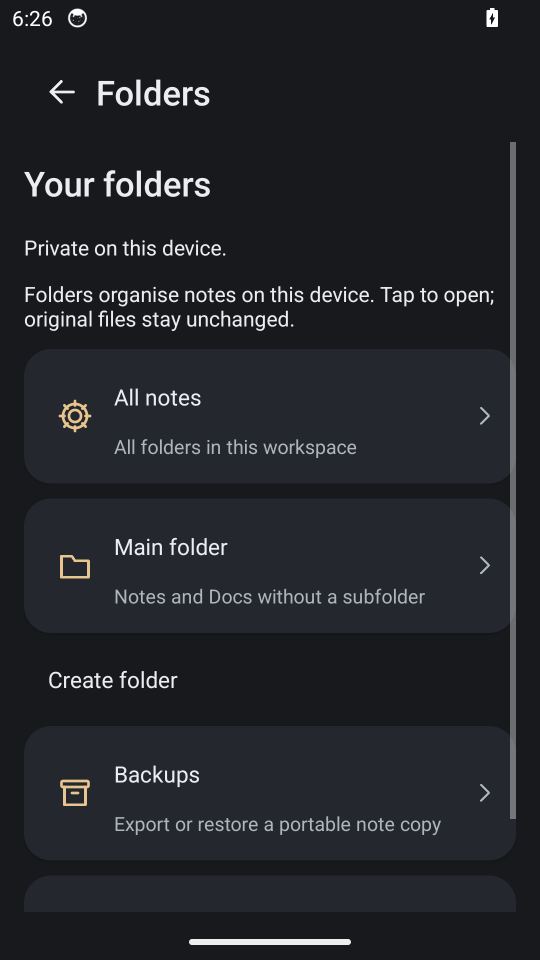 6:26
Folders
Your folders
Private on this device.
Folders organise notes on this device. Tap to open;
original files stay unchanged.
All notes
All folders in this workspace
Main folder
Notes and Docs without a subfolder
Create folder
Backups
Export or restore a portable note copy